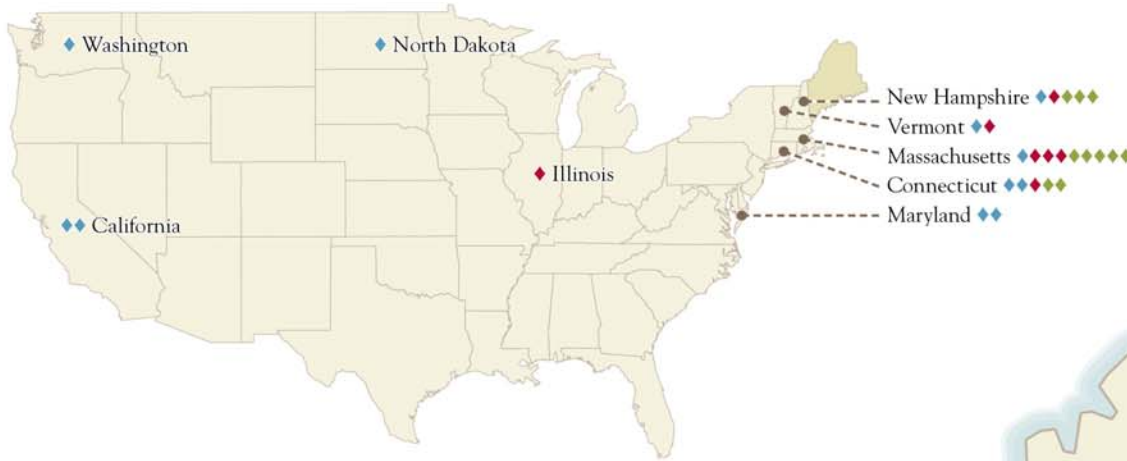 Washington
North Dakota
New Hampshire
Vermont
Massachusetts
Illinois
Connecticut
Maryland
California